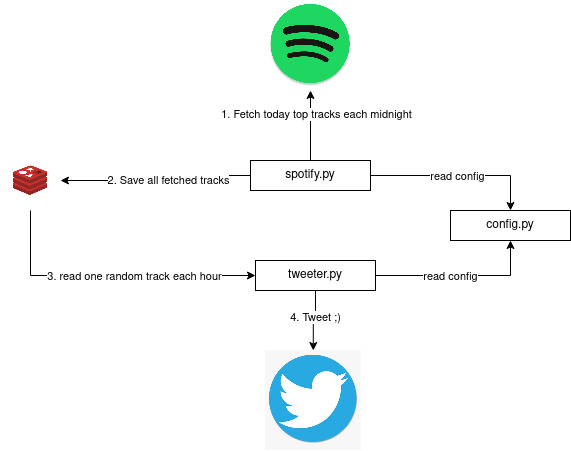 1. Fetch today top tracks each midnight
2. Save all fetched tracks
spotify.py
read config
config.py
3. read one random track each hour
tweeter.py
read config
4. Tweet ;)